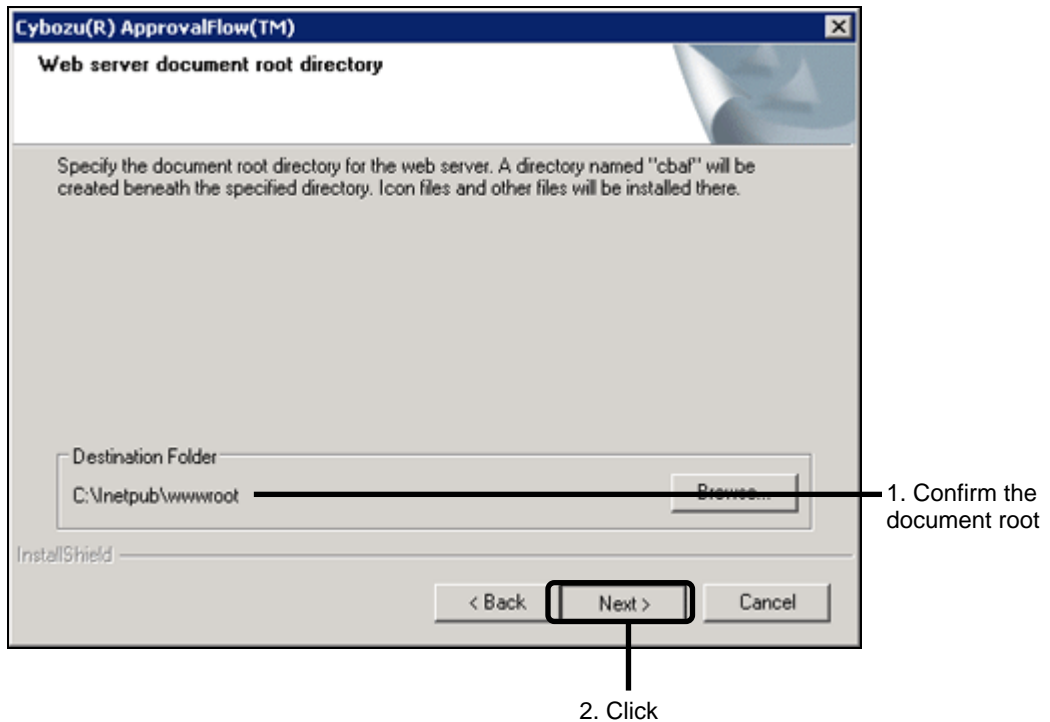 Cybozu(R) ApprovalFlow(TM)
Web server document root directory
Specify the document root directory for the web server. A directory named "cbaf" will be
created beneath the specified directory. Icon files and other files will be installed there.
Destination Folder
C:\Inetpub\wwwroot
Browse...
1. Confirm the
document root
InstallShield
< Back
Next >
Cancel
2. Click